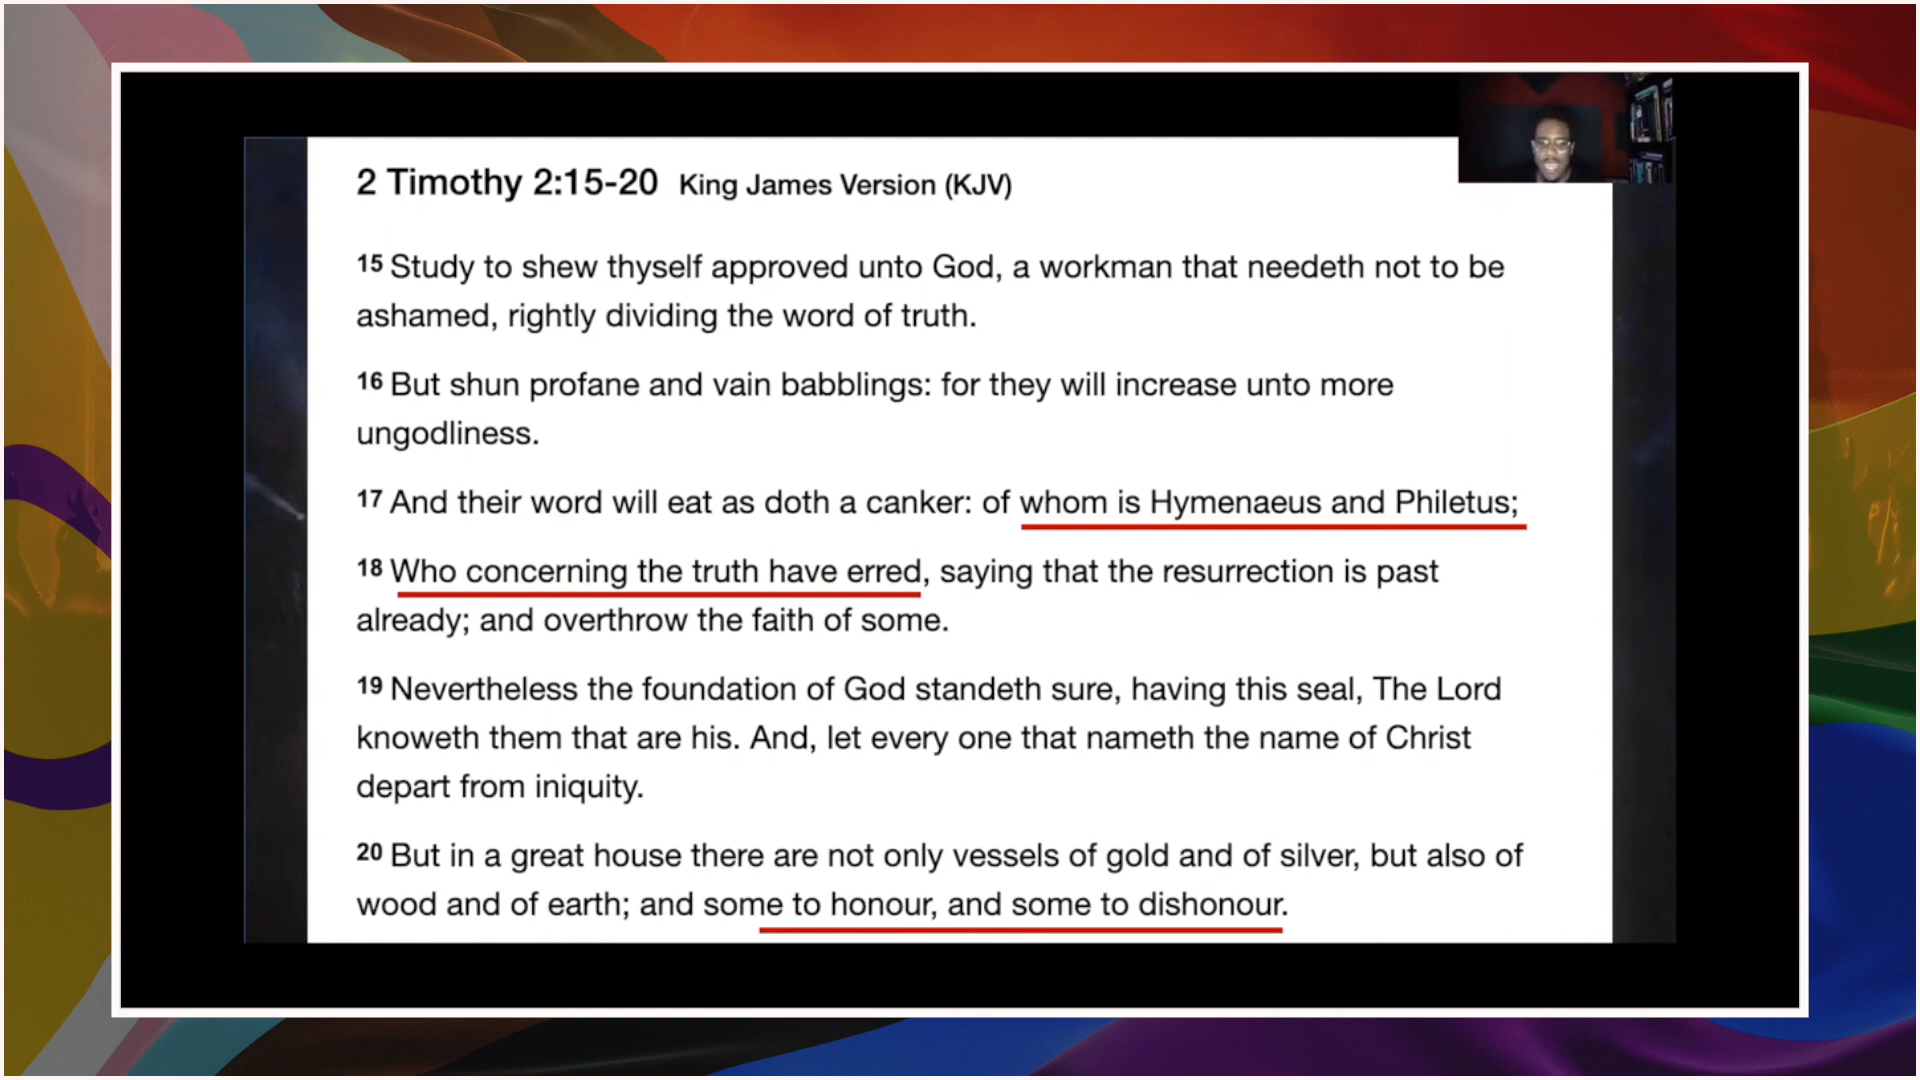 2 Timothy 2:15-20 King James Version (KJV)
15 Study to shew thyself approved unto God, a workman that needeth not to be
ashamed, rightly dividing the word of truth.
16 But shun profane and vain babblings: for they will increase unto more
ungodliness.
17 And their word will eat as doth a canker: of whom is Hymenaeus and Philetus;
18 Who concerning the truth have erred, saying that the resurrection is past
already; and overthrow the faith of some.
19 Nevertheless the foundation of God standeth sure, having this seal, The Lord
knoweth them that are his. And, let every one that nameth the name of Christ
depart from iniquity.
20 But in a great house there are not only vessels of gold and of silver, but also of
wood and of earth; and some to honour, and some to dishonour.